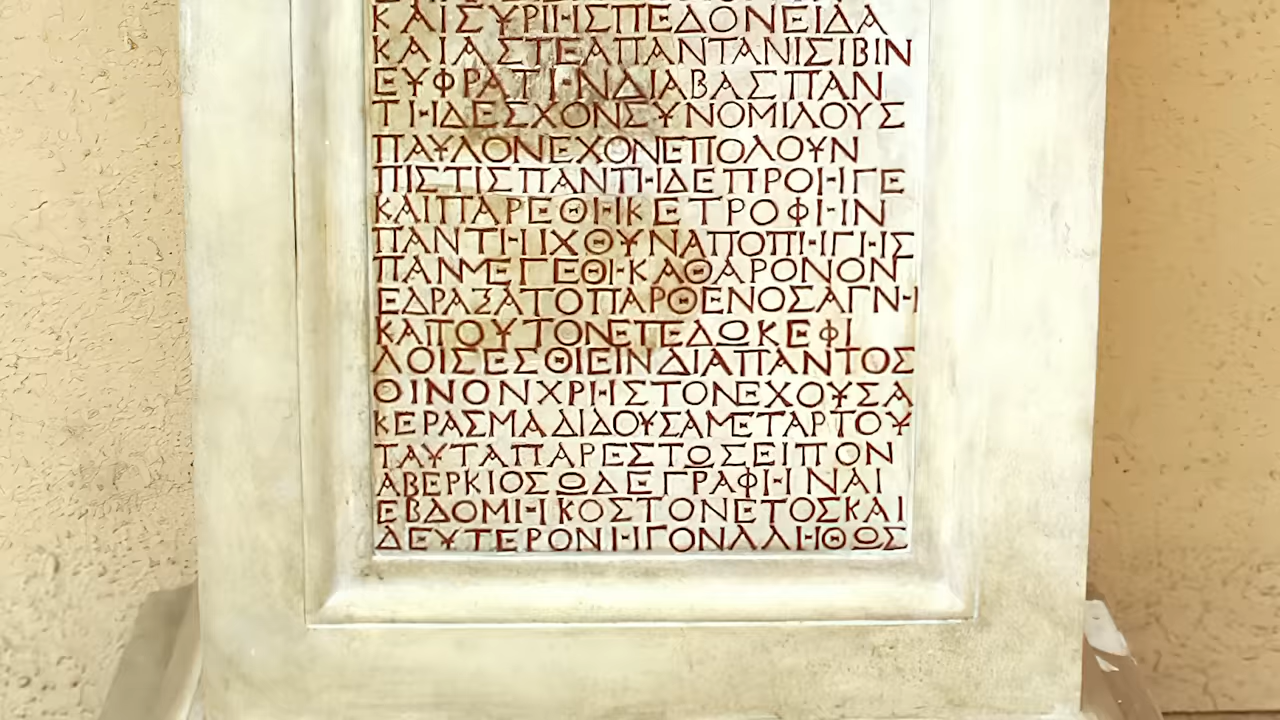 ΚΑΙΣΥΡΙΗΣΠΕΔΟΝΕΙΔΑ
ΚΑΙΑΣΤΕΑΠΑΝΤΑΝΙΣΙΒΙΝ
ΕΥΦΡΑΤΗΝΔΙΑΒΑΣΠΑΝ
ΤΗΔΕΣΧΟΝΣΥΝΟΜΙΛΟΥΣ
ΠΑΥΛΟΝΕΧΟΝΕΠΟΛΟΥΝ
ΠΙΣΤΙΣΠΑΝΤΗΔΕΠΡΟΗΓΕ
ΚΑΙΠΑΡΕΘΗΚΕΤΡΟΦΗΝ
ΠΑΝΤΗΙΧΘΥΝΑΠΟΠΗΓΗΣ
ΠΑΝΜΕΓΕΘΗΚΑΘΑΡΟΝΟΝ
ΕΔΡΑΞΑΤΟΠΑΡΘΕΝΟΣΑΓΝΗ
ΚΑΙΤΟΥΤΟΝΕΠΕΔΩΚΕΦΙ
ΛΟΙΣΕΣΘΙΕΙΝΔΙΑΠΑΝΤΟΣ
ΟΙΝΟΝΧΡΗΣΤΟΝΕΧΟΥΣΑ
ΚΕΡΑΣΜΑΔΙΔΟΥΣΑΜΕΤΑΡΤΟΥ
ΤΑΥΤΑΠΑΡΕΣΤΩΣΕΙΠΟΝ
ΑΒΕΡΚΙΟΣΩΔΕΓΡΑΦΗΝΑΙ
ΕΒΔΟΜΗΚΟΣΤΟΝΕΤΟΣΚΑΙ
ΔΕΥΤΕΡΟΝΗΓΟΝΑΛΗΘΩΣ